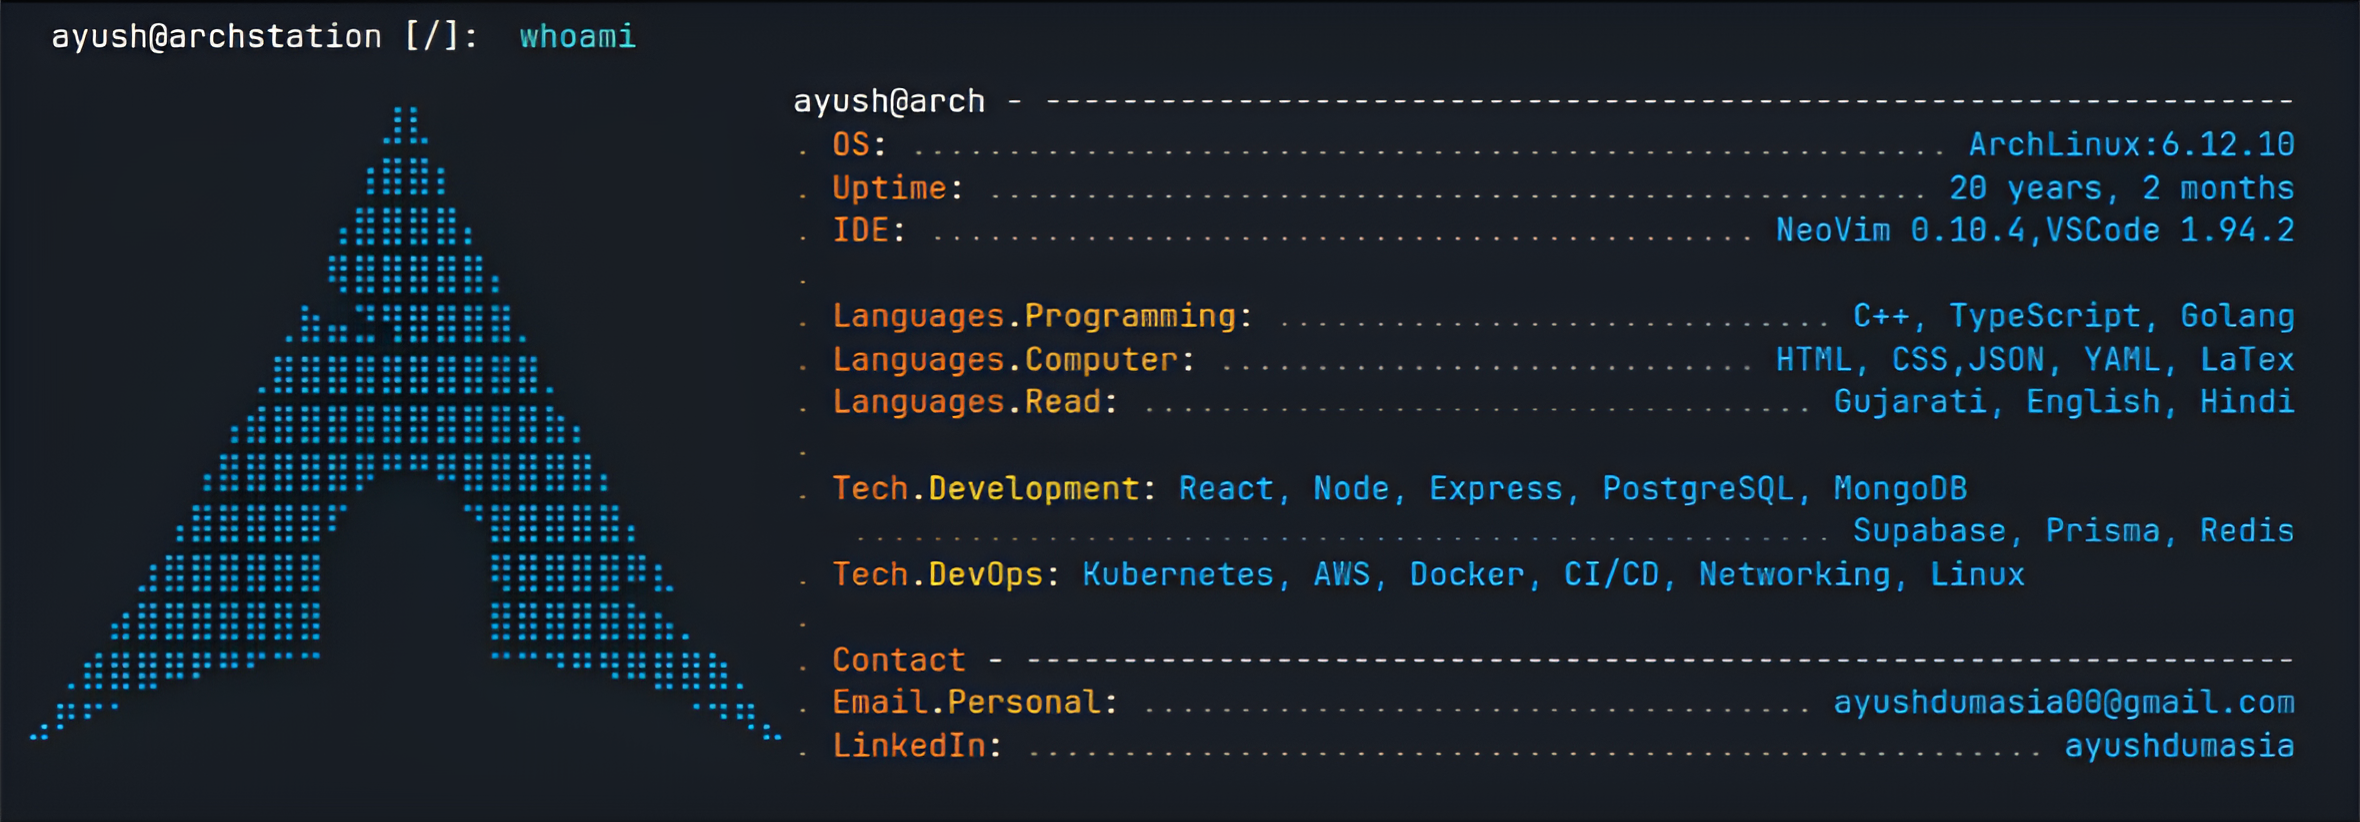 ayush@archstation [/]: whoami
ayush@arch - -----------------------------------------------------------------
. OS: ...................................................... ArchLinux:6.12.10
. Uptime: ................................................. 20 years, 2 months
. IDE: ........................................... NeoVim 0.10.4,VSCode 1.94.2
.
. Languages.Programming: ............................. C++, TypeScript, Golang
. Languages.Computer: ............................ HTML, CSS,JSON, YAML, LaTex
. Languages.Read: ................................... Gujarati, English, Hindi
.
. Tech.Development: React, Node, Express, PostgreSQL, MongoDB
................................................... Supabase, Prisma, Redis
. Tech.DevOps: Kubernetes, AWS, Docker, CI/CD, Networking, Linux
.
. Contact - ------------------------------------------------------------------
. Email.Personal: ................................... ayushdumasia00@gmail.com
. LinkedIn: ..................................................... ayushdumasia